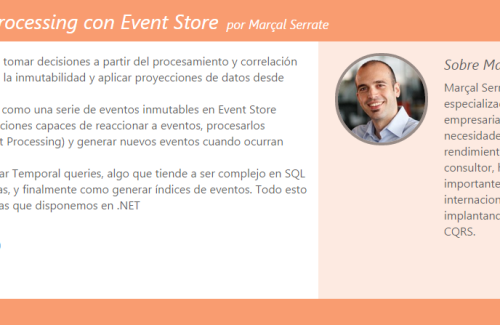 rocessing con Event Store por Marçal Serrate
tomar decisiones a partir del procesamiento y correlación
la inmutabilidad y aplicar proyecciones de datos desde
como una serie de eventos inmutables en Event Store
ciones capaces de reaccionar a eventos, procesarlos
t Processing) y generar nuevos eventos cuando ocurran
ar Temporal queries, algo que tiende a ser complejo en SQL
as, y finalmente como generar índices de eventos. Todo esto
as que disponemos en .NET
Sobre Ma
Marçal Serr
especializad
empresaria
necesidade
rendimient
consultor, h
importante
internacion
implantanc
CQRS.